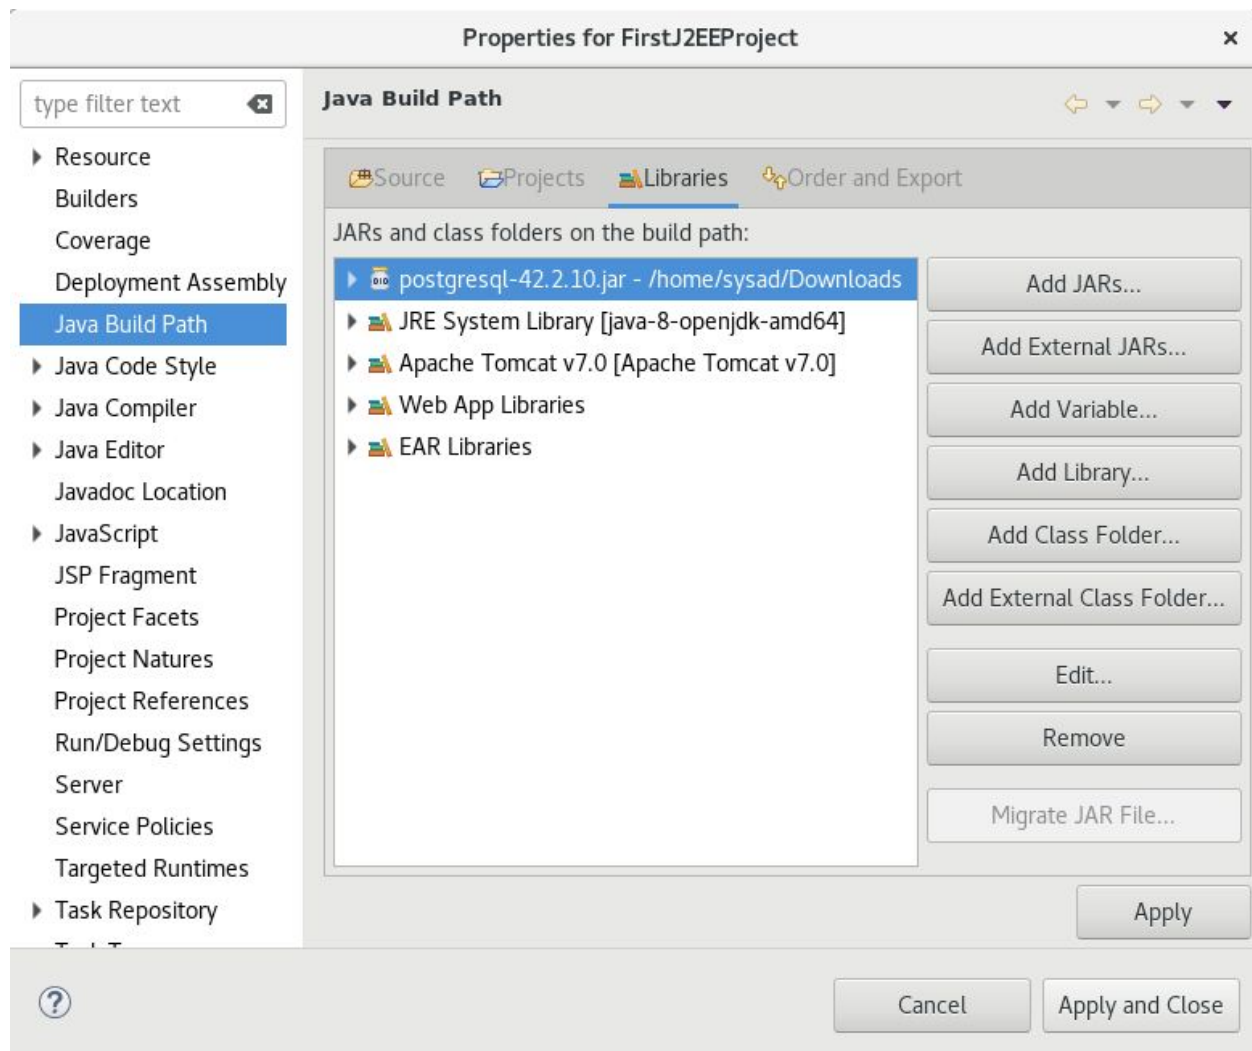 Properties for FirstJ2EEProject
type filter text
Resource
Builders
Coverage
Deployment Assembly
Java Build Path
Java Code Style
Java Compiler
Java Editor
Javadoc Location
JavaScript
JSP Fragment
Project Facets
Project Natures
Project References
Run/Debug Settings
Server
Service Policies
Targeted Runtimes
Task Repository
Java Build Path
Source Projects Libraries Order and Export
JARs and class folders on the build path:
postgresql-42.2.10.jar - /home/sysad/Downloads
JRE System Library [java-8-openjdk-amd64]
Apache Tomcat v7.0 [Apache Tomcat v7.0]
Web App Libraries
EAR Libraries
Add JARs...
Add External JARs...
Add Variable...
Add Library...
Add Class Folder...
Add External Class Folder...
Edit...
Remove
Migrate JAR File...
Apply
Cancel Apply and Close